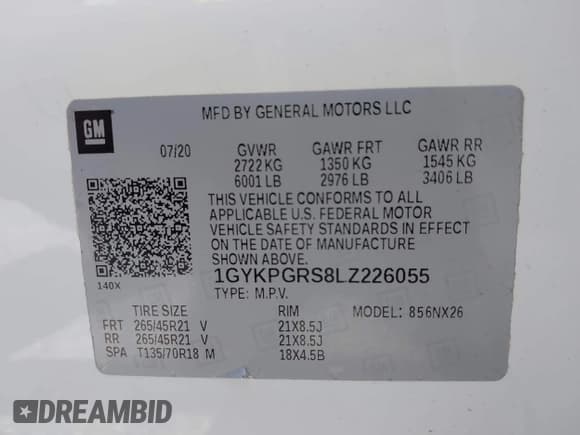 GM
MFD BY GENERAL MOTORS LLC
07/20 GVWR GAWR FRT GAWR RR
2722 KG 1350 KG 1545 KG
6001 LB 2976 LB 3406 LB
THIS VEHICLE CONFORMS TO ALL
APPLICABLE U.S. FEDERAL MOTOR
VEHICLE SAFETY STANDARDS IN EFFECT
ON THE DATE OF MANUFACTURE
SHOWN ABOVE.
140X
1GYKPGRS8LZ226055
TYPE: M.P.V.
TIRE SIZE RIM MODEL: 856NX26
FRT 265/45R21 V 21X8.5J
RR 265/45R21 V 21X8.5J
SPA T135/70R18 M 18X4.5B
DREAMBID